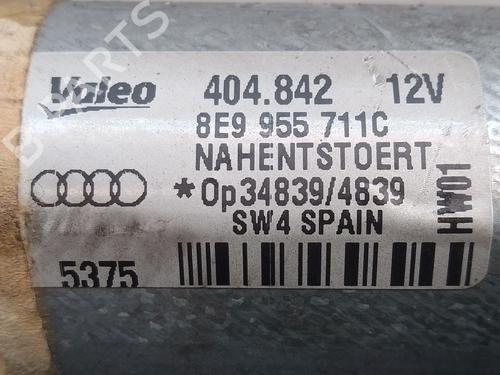 Valeo 404.842 12V
8E9 955 711C
NAHENTSTOERT
*Op34839/4839
SW4 SPAIN
HW01
5375